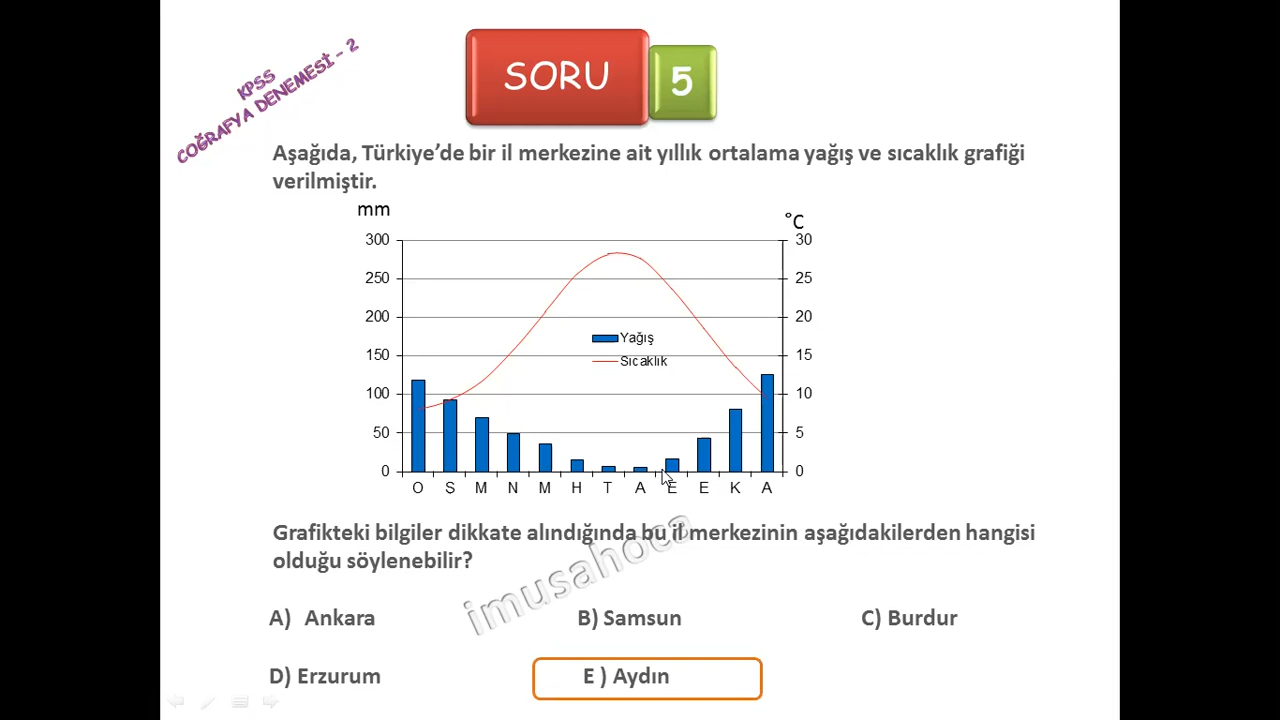 KPSS
COĞRAFYA DENEMESİ – 2
SORU 5
Aşağıda, Türkiye’de bir il merkezine ait yıllık ortalama yağış ve sıcaklık grafiği
verilmiştir.
mm
°C
300 30
250 25
200 20
Yağış
150 15
Sıcaklık
100 10
50 5
0 0
O Ş M N M H T A E E K A
Grafikteki bilgiler dikkate alındığında bu il merkezinin aşağıdakilerden hangisi
olduğu söylenebilir?
imusahoca
A) Ankara B) Samsun C) Burdur
D) Erzurum E ) Aydın